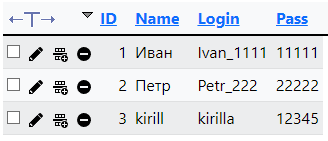 ID Name Login Pass
1 Иван Ivan_1111 11111
2 Петр Petr_222 22222
3 kirill kirilla 12345